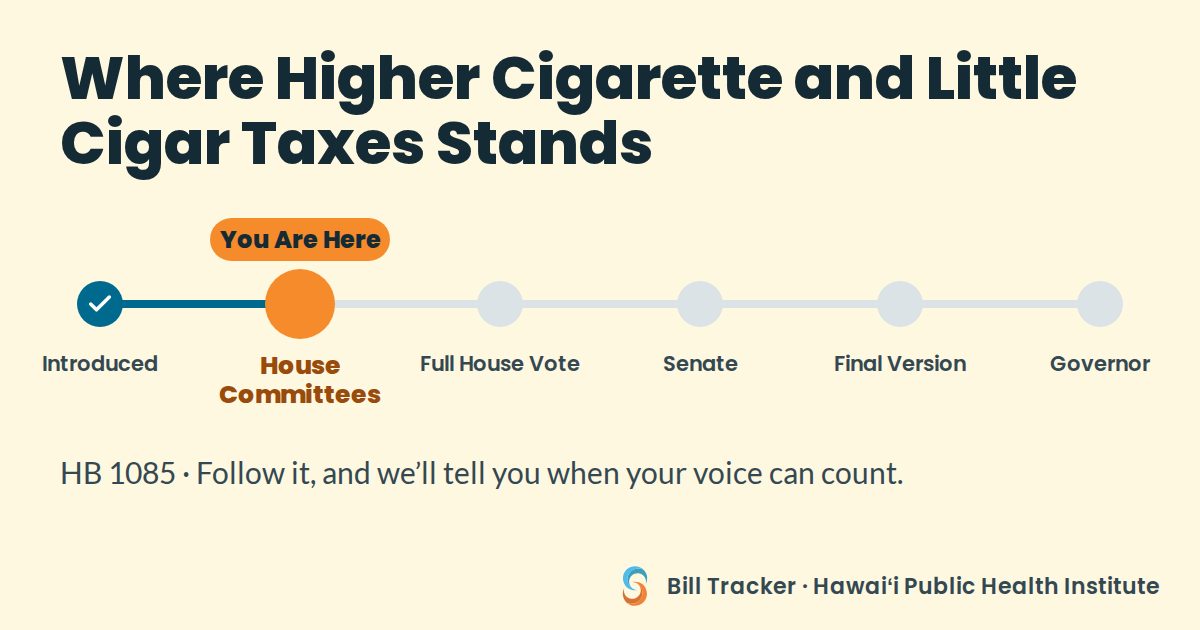 Where Higher Cigarette and Little
Cigar Taxes Stands
You Are Here
Introduced
House
Committees
Full House Vote
Senate
Final Version
Governor
HB 1085 · Follow it, and we’ll tell you when your voice can count.
Bill Tracker · Hawaiʻi Public Health Institute